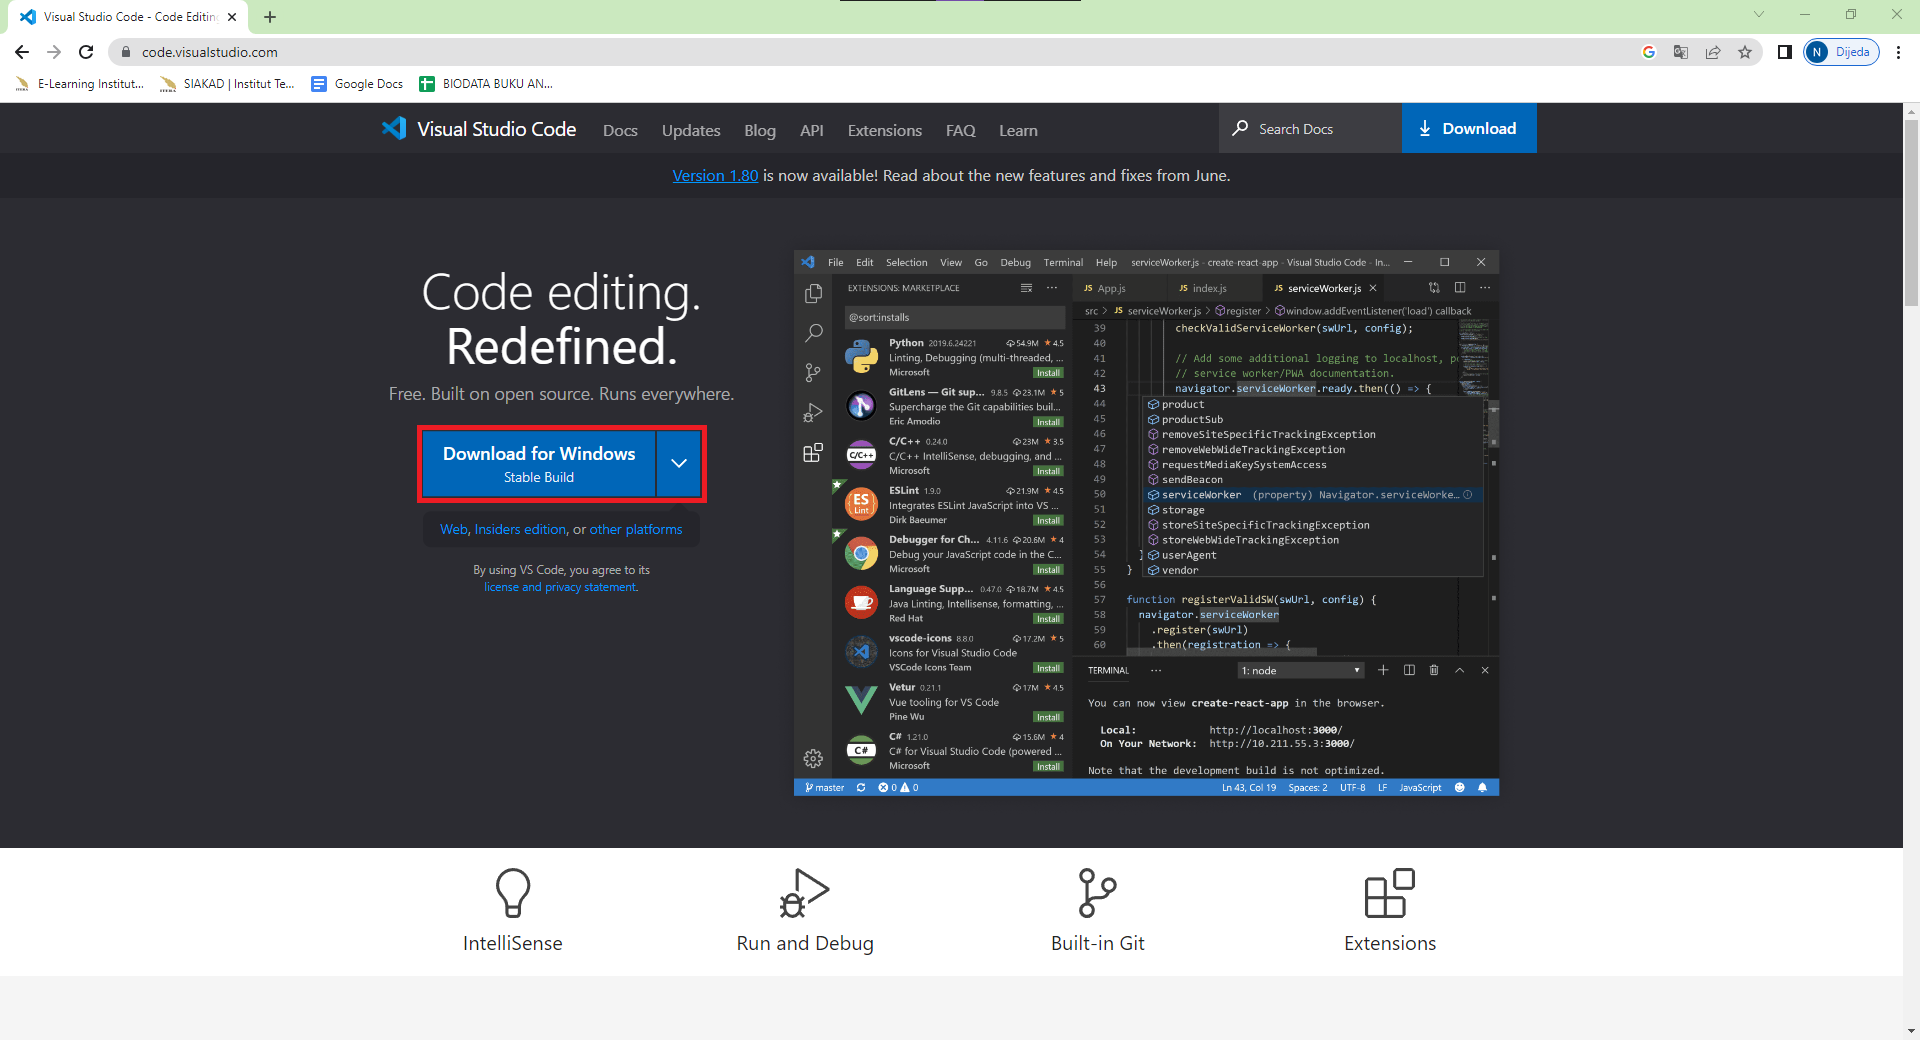 Visual Studio Code - Code Editing
code.visualstudio.com
N Dijeda
E-Learning Institut...
SIAKAD | Institut Te...
Google Docs
BIODATA BUKU AN...
Visual Studio Code
Docs
Updates
Blog
API
Extensions
FAQ
Learn
Search Docs
Download
Version 1.80 is now available! Read about the new features and fixes from June.
Code editing.
Redefined.
Free. Built on open source. Runs everywhere.
Download for Windows
Stable Build
Web, Insiders edition, or other platforms
By using VS Code, you agree to its
license and privacy statement.
File Edit Selection View Go Debug Terminal Help serviceWorker.js - create-react-app - Visual Studio Code - In...
EXTENSIONS: MARKETPLACE
@sort:installs
Python 2019.6.24221 54.9M ★ 4.5
Linting, Debugging (multi-threaded, ...
Microsoft Install
GitLens — Git sup... 9.8.5 23.1M ★ 5
Supercharge the Git capabilities buil...
Eric Amodio Install
C/C++
C/C++ 0.24.0 23M ★ 3.5
C/C++ IntelliSense, debugging, and ...
Microsoft Install
ES
Lint
ESLint 1.9.0 21.9M ★ 4.5
Integrates ESLint JavaScript into VS ...
Dirk Baeumer Install
Debugger for Ch... 4.11.6 20.6M ★ 4
Debug your JavaScript code in the C...
Microsoft Install
Language Supp... 0.47.0 18.7M ★ 4.5
Java Linting, Intellisense, formatting, ...
Red Hat Install
vscode-icons 8.8.0 17.2M ★ 5
Icons for Visual Studio Code
VSCode Icons Team Install
Vetur 0.21.1 17M ★ 4.5
Vue tooling for VS Code
Pine Wu Install
C#
C# 1.21.0 15.6M ★ 4
C# for Visual Studio Code (powered ...
Microsoft Install
JS App.js JS index.js JS serviceWorker.js
src > JS serviceWorker.js > register > window.addEventListener('load') callback
39 checkValidServiceWorker(swUrl, config);
40
41 // Add some additional logging to localhost, p
42 // service worker/PWA documentation.
43 navigator.serviceWorker.ready.then(() => {
44 product
45 productSub
46 removeSiteSpecificTrackingException
47 removeWebWideTrackingException
48 requestMediaKeySystemAccess
49 sendBeacon
50 serviceWorker (property) Navigator.serviceWorke...
51 storage
52 storeSiteSpecificTrackingException
53 storeWebWideTrackingException
54 } userAgent
55 } vendor
56
57 function registerValidSW(swUrl, config) {
58 navigator.serviceWorker
59 .register(swUrl)
60 .then(registration => {
TERMINAL ... 1: node
You can now view create-react-app in the browser.
Local: http://localhost:3000/
On Your Network: http://10.211.55.3:3000/
Note that the development build is not optimized.
master 0 0 Ln 43, Col 19 Spaces: 2 UTF-8 LF JavaScript
IntelliSense
Run and Debug
Built-in Git
Extensions